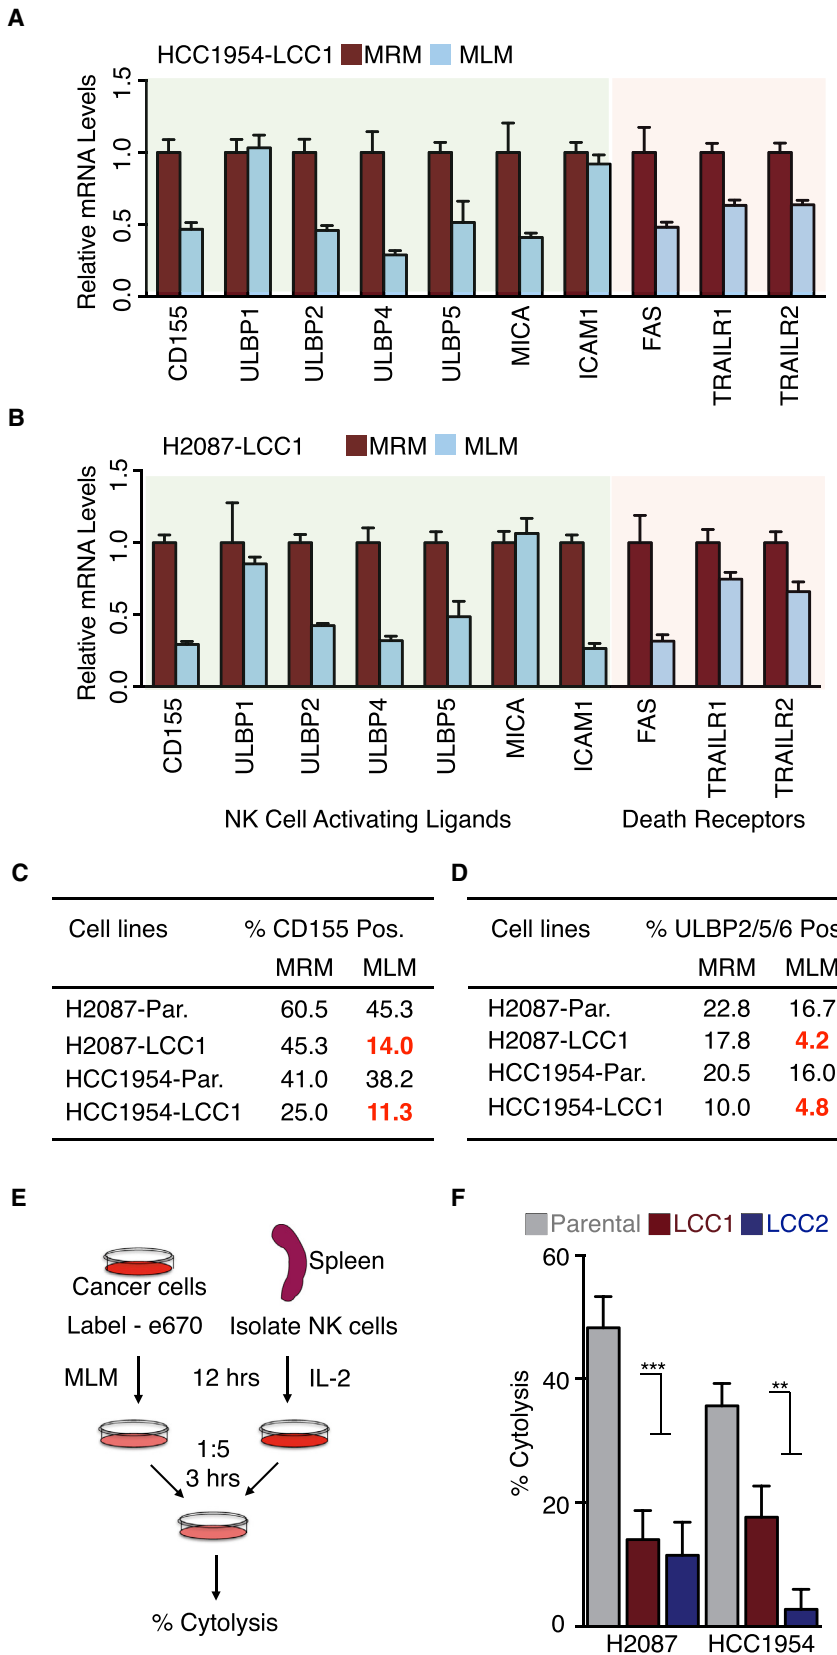 A
HCC1954-LCC1 MRM MLM
Relative mRNA Levels
1.5
1.0
0.5
0.0
CD155
ULBP1
ULBP2
ULBP4
ULBP5
MICA
ICAM1
FAS
TRAILR1
TRAILR2
B
H2087-LCC1 MRM MLM
Relative mRNA Levels
1.5
1.0
0.5
0.0
CD155
ULBP1
ULBP2
ULBP4
ULBP5
MICA
ICAM1
FAS
TRAILR1
TRAILR2
NK Cell Activating Ligands
Death Receptors
C
Cell lines % CD155 Pos.
MRM MLM
H2087-Par. 60.5 45.3
H2087-LCC1 45.3 14.0
HCC1954-Par. 41.0 38.2
HCC1954-LCC1 25.0 11.3
D
Cell lines % ULBP2/5/6 Pos
MRM MLM
H2087-Par. 22.8 16.7
H2087-LCC1 17.8 4.2
HCC1954-Par. 20.5 16.0
HCC1954-LCC1 10.0 4.8
E
Cancer cells
Spleen
Label - e670
Isolate NK cells
MLM
12 hrs
IL-2
1:5
3 hrs
% Cytolysis
F
Parental LCC1 LCC2
% Cytolysis
60
40
20
0
***
**
H2087
HCC1954